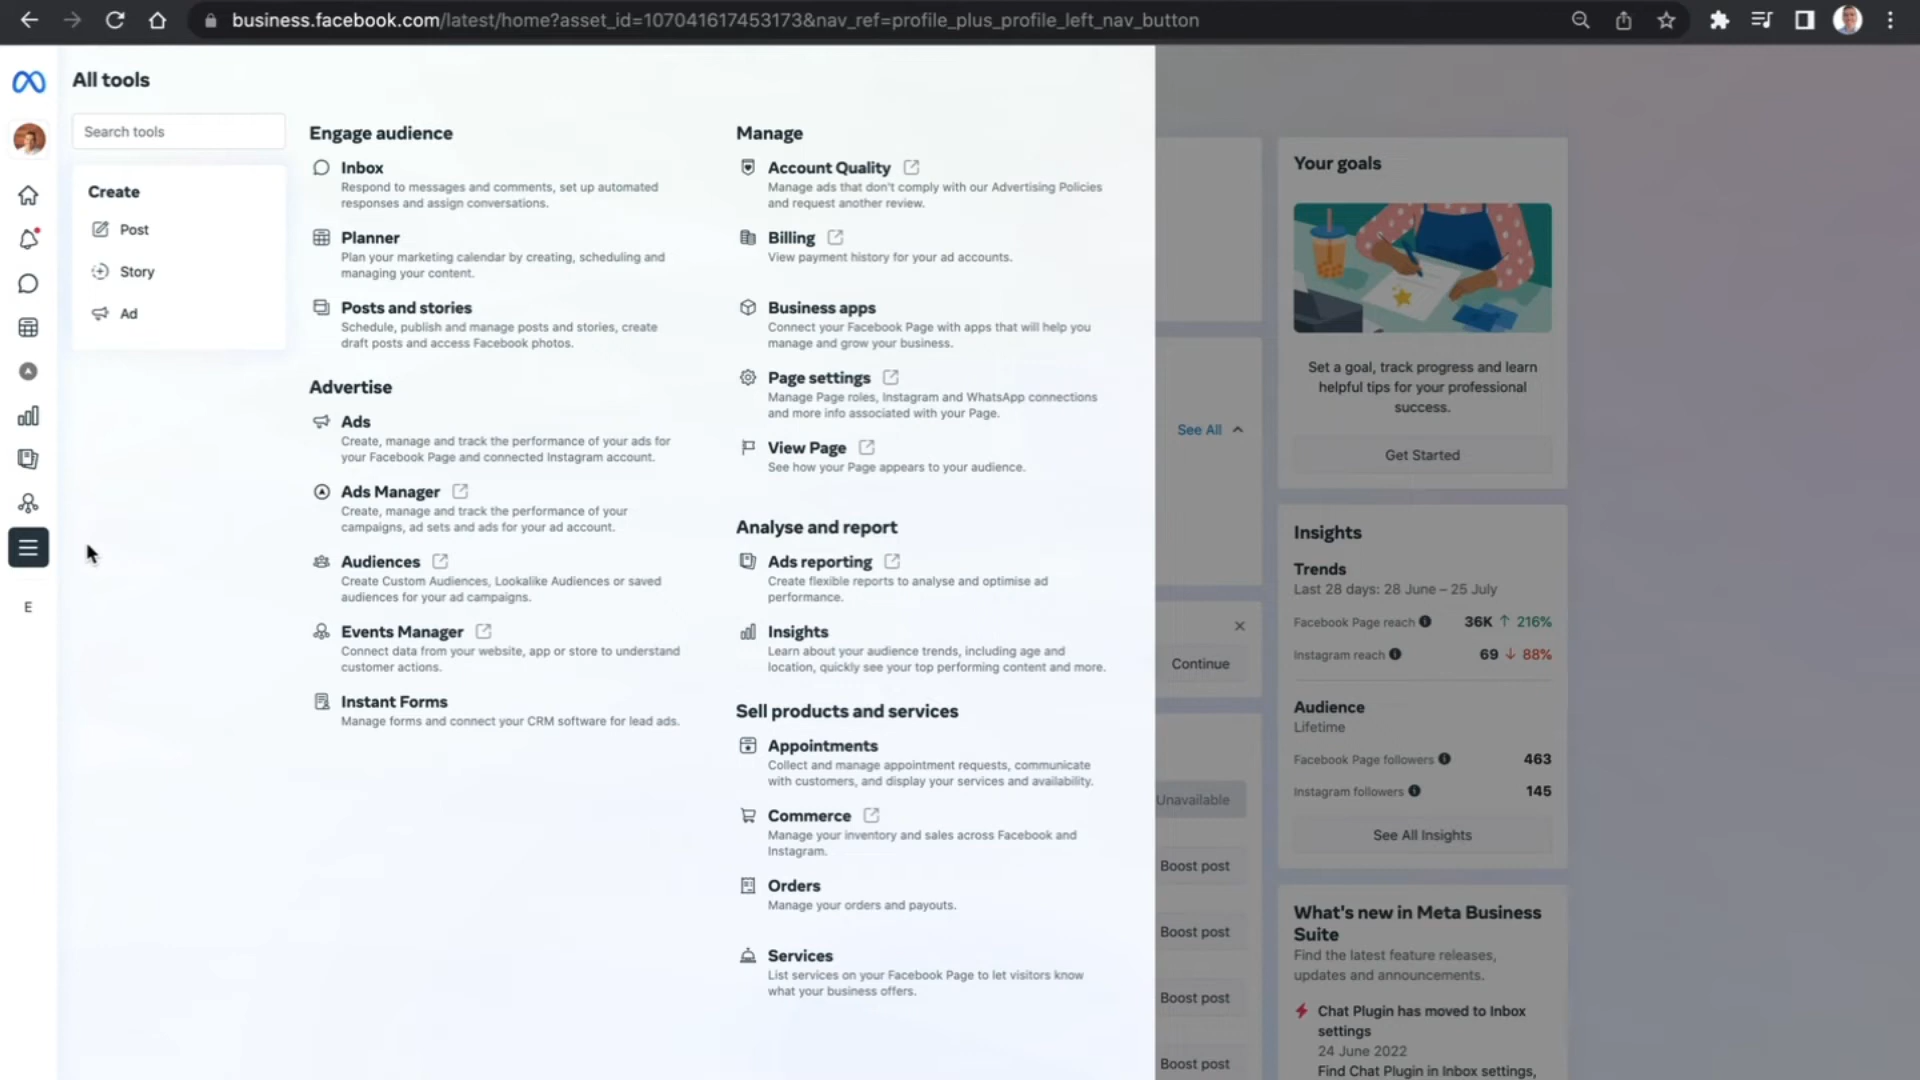 business.facebook.com/latest/home?asset_id=107041617453173&nav_ref=profile_plus_profile_left_nav_button
All tools
Search tools
Create
Post
Story
Ad
E
Engage audience
Inbox
Respond to messages and comments, set up automated
responses and assign conversations.
Planner
Plan your marketing calendar by creating, scheduling and
managing your content.
Posts and stories
Schedule, publish and manage posts and stories, create
draft posts and access Facebook photos.
Advertise
Ads
Create, manage and track the performance of your ads for
your Facebook Page and connected Instagram account.
Ads Manager
Create, manage and track the performance of your
campaigns, ad sets and ads for your ad account.
Audiences
Create Custom Audiences, Lookalike Audiences or saved
audiences for your ad campaigns.
Events Manager
Connect data from your website, app or store to understand
customer actions.
Instant Forms
Manage forms and connect your CRM software for lead ads.
Manage
Account Quality
Manage ads that don't comply with our Advertising Policies
and request another review.
Billing
View payment history for your ad accounts.
Business apps
Connect your Facebook Page with apps that will help you
manage and grow your business.
Page settings
Manage Page roles, Instagram and WhatsApp connections
and more info associated with your Page.
View Page
See how your Page appears to your audience.
Analyse and report
Ads reporting
Create flexible reports to analyse and optimise ad
performance.
Insights
Learn about your audience trends, including age and
location, quickly see your top performing content and more.
Sell products and services
Appointments
Collect and manage appointment requests, communicate
with customers, and display your services and availability.
Commerce
Manage your inventory and sales across Facebook and
Instagram.
Orders
Manage your orders and payouts.
Services
List services on your Facebook Page to let visitors know
what your business offers.
See All
Continue
Unavailable
Boost post
Boost post
Boost post
Boost post
Your goals
Set a goal, track progress and learn
helpful tips for your professional
success.
Get Started
Insights
Trends
Last 28 days: 28 June – 25 July
Facebook Page reach 36K ↑ 216%
Instagram reach 69 ↓ 88%
Audience
Lifetime
Facebook Page followers 463
Instagram followers 145
See All Insights
What's new in Meta Business
Suite
Find the latest feature releases,
updates and announcements.
Chat Plugin has moved to Inbox
settings
24 June 2022
Find Chat Plugin in Inbox settings,